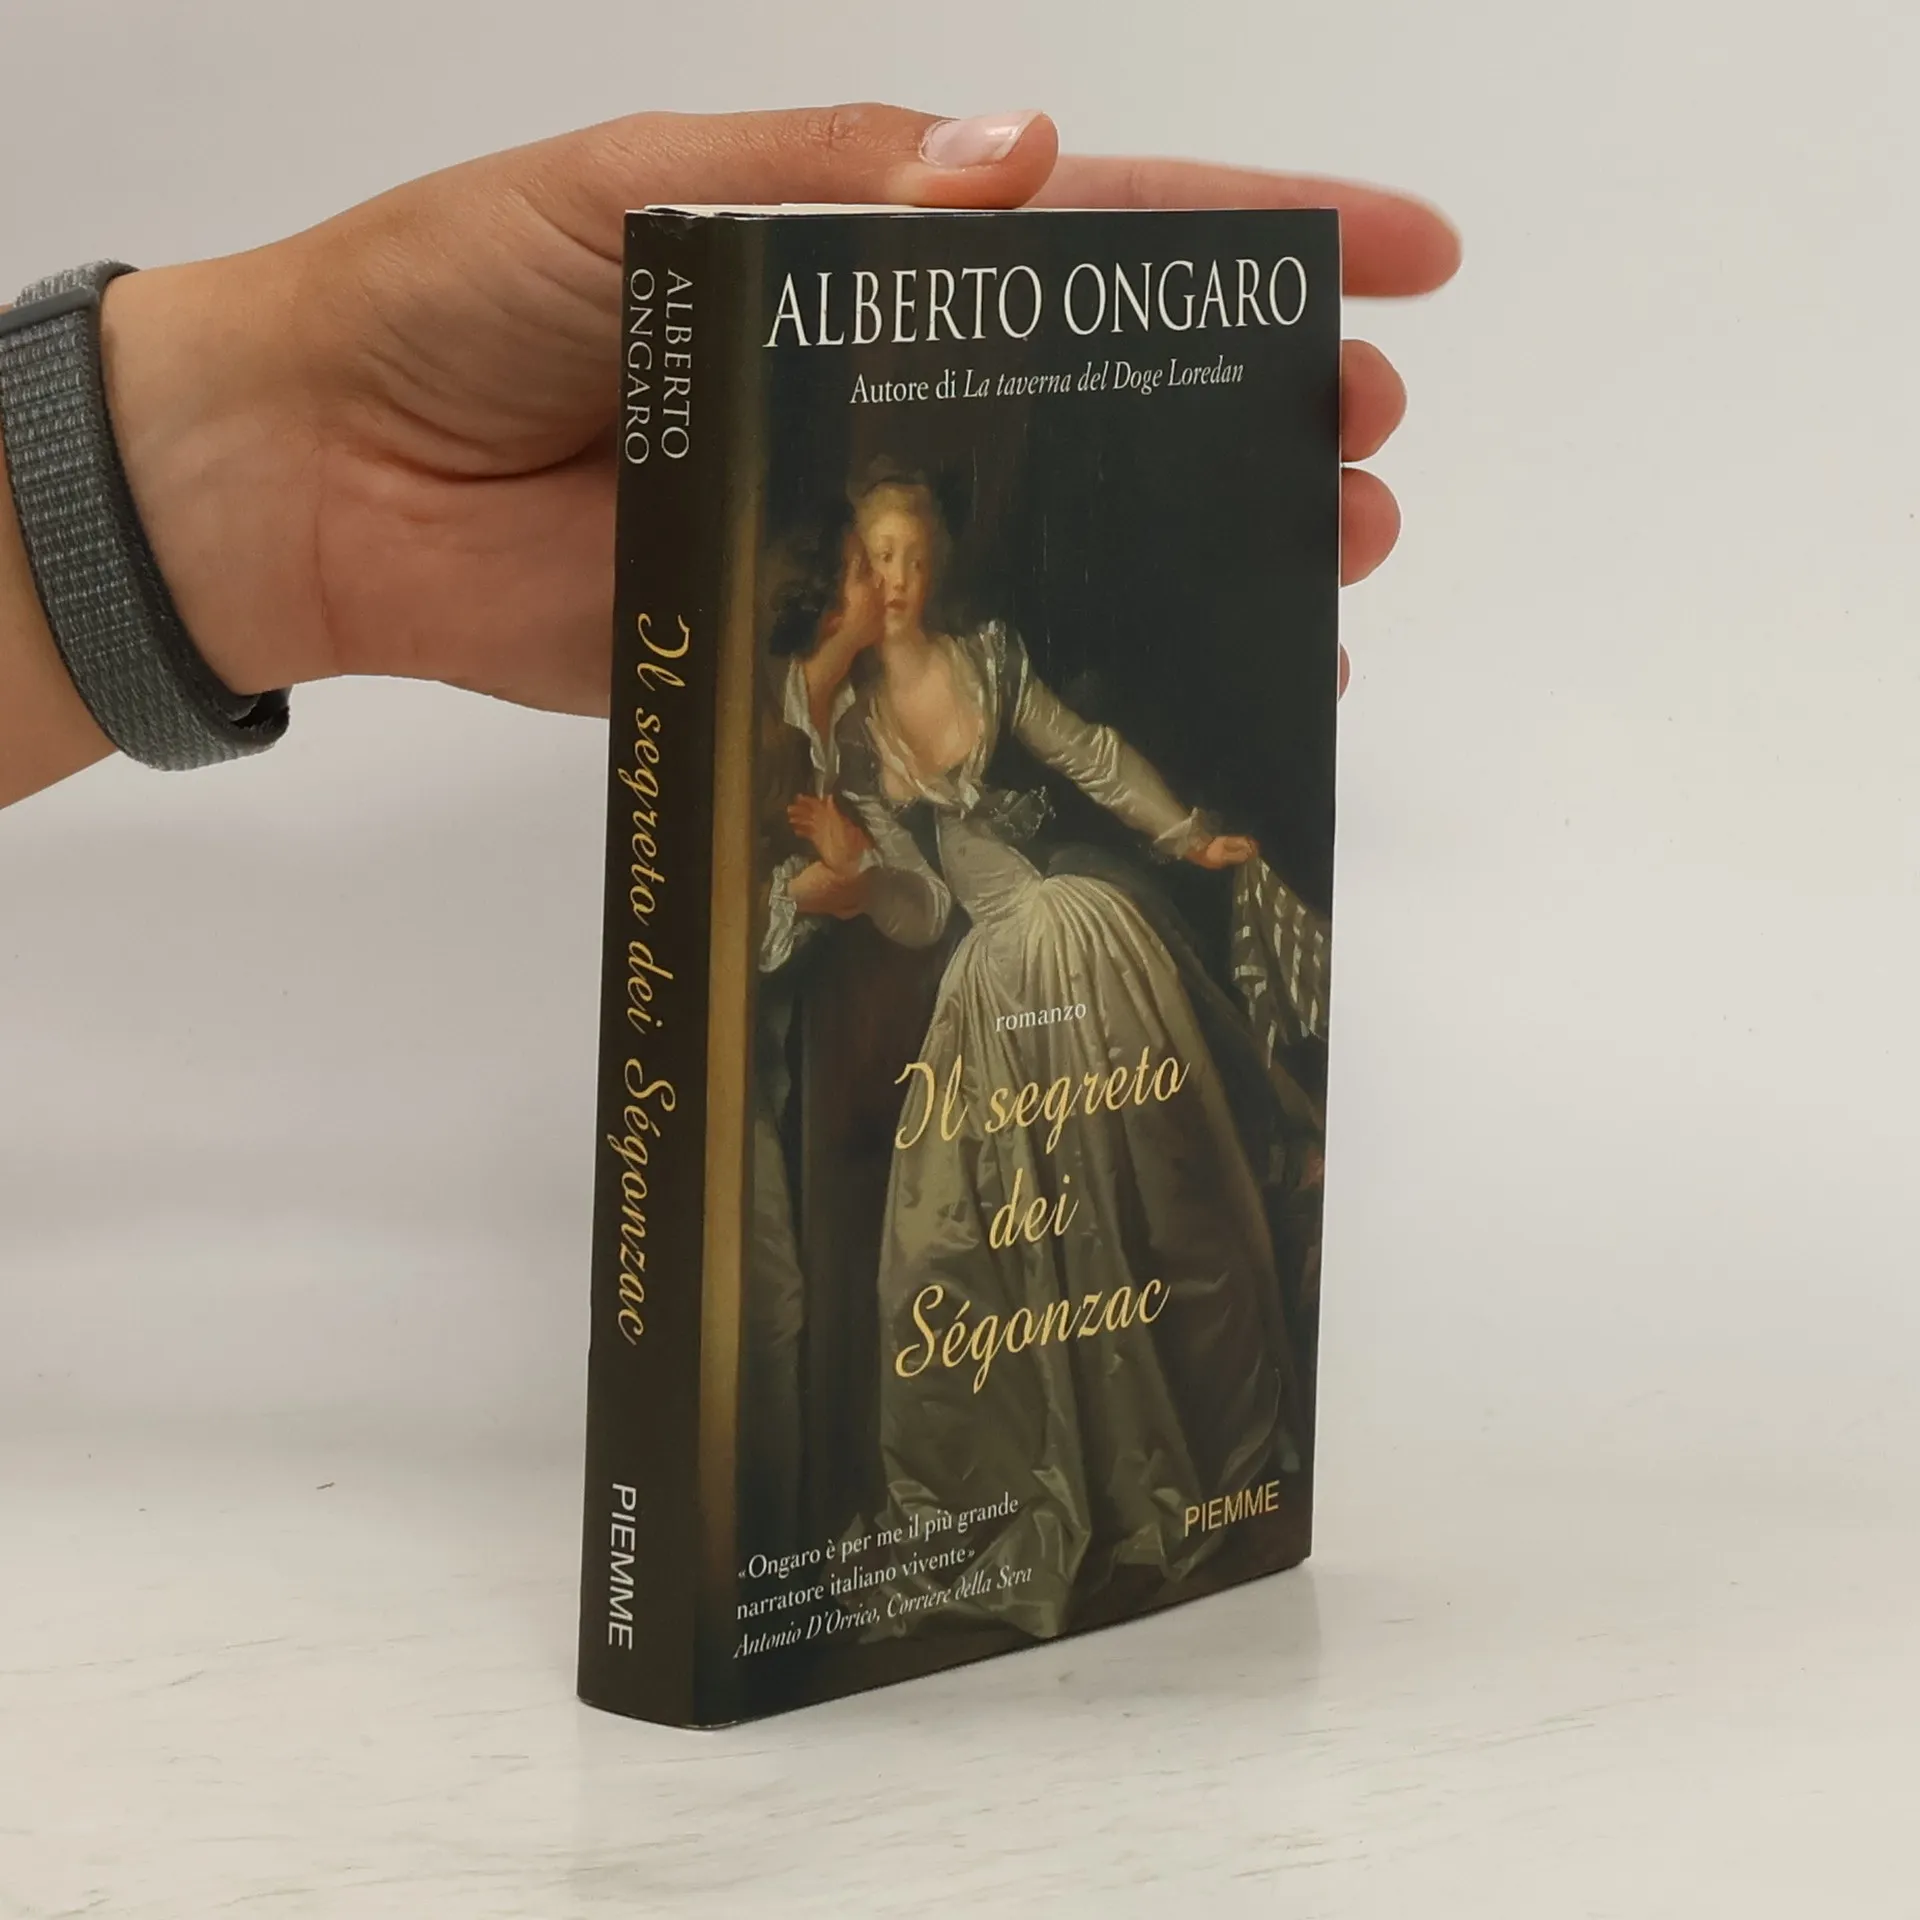 ALBERTO
ONGARO
Il segreto dei Ségonzac
PIEMME
ALBERTO ONGARO
Autore di La taverna del Doge Loredan
romanzo
Il segreto
dei
Ségonzac
PIEMME
«Ongaro è per me il più grande
narratore italiano vivente»
Antonio D'Orrico, Corriere della Sera